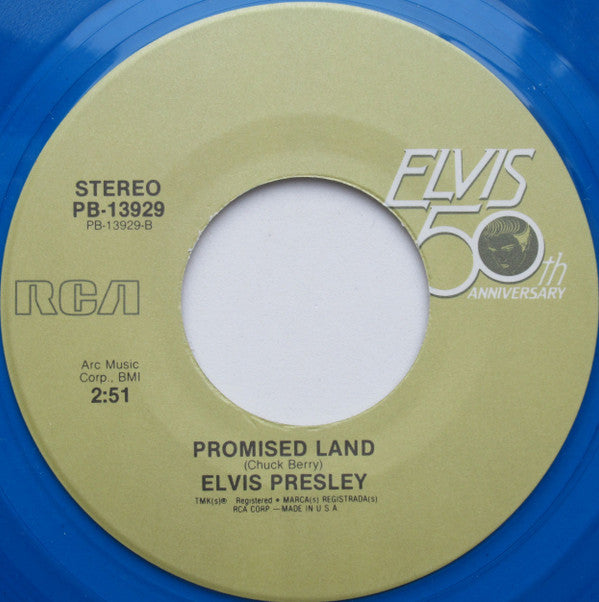 STEREO
PB-13929
PB-13929-B
RCA
Arc Music
Corp., BMI
2:51
ELVIS
50th
ANNIVERSARY
PROMISED LAND
(Chuck Berry)
ELVIS PRESLEY
TMK(s)® Registered • MARCA(s) REGISTRADA(s)
RCA CORP — MADE IN U.S.A